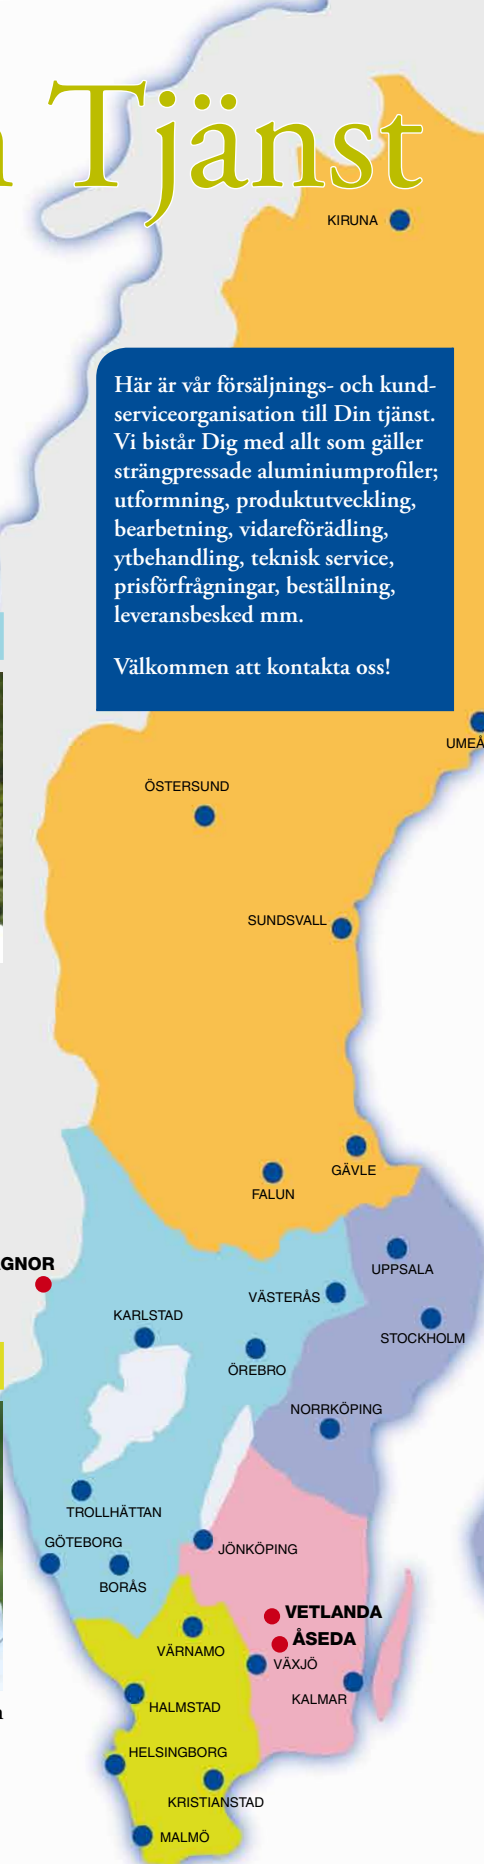 Tjänst
KIRUNA
Här är vår försäljnings- och kund-
serviceorganisation till Din tjänst.
Vi bistår Dig med allt som gäller
strängpressade aluminiumprofiler;
utformning, produktutveckling,
bearbetning, vidareförädling,
ytbehandling, teknisk service,
prisförfrågningar, beställning,
leveransbesked mm.
Välkommen att kontakta oss!
UMEÅ
ÖSTERSUND
SUNDSVALL
GÄVLE
FALUN
UPPSALA
GNOR
VÄSTERÅS
KARLSTAD
STOCKHOLM
ÖREBRO
NORRKÖPING
TROLLHÄTTAN
GÖTEBORG
JÖNKÖPING
BORÅS
VETLANDA
ÅSEDA
VÄRNAMO
VÄXJÖ
KALMAR
HALMSTAD
HELSINGBORG
KRISTIANSTAD
MALMÖ